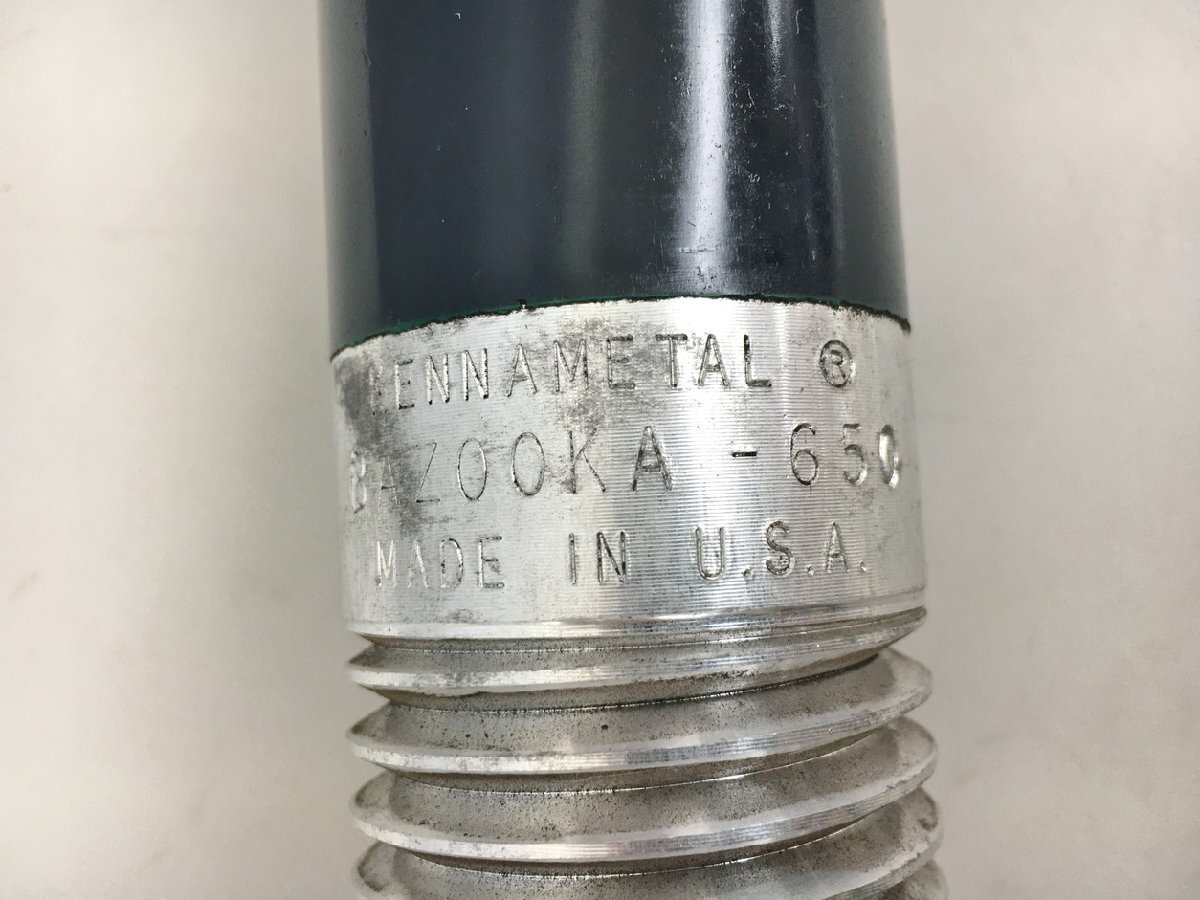 KENNAMETAL ®
BAZOOKA - 650
MADE IN U.S.A.